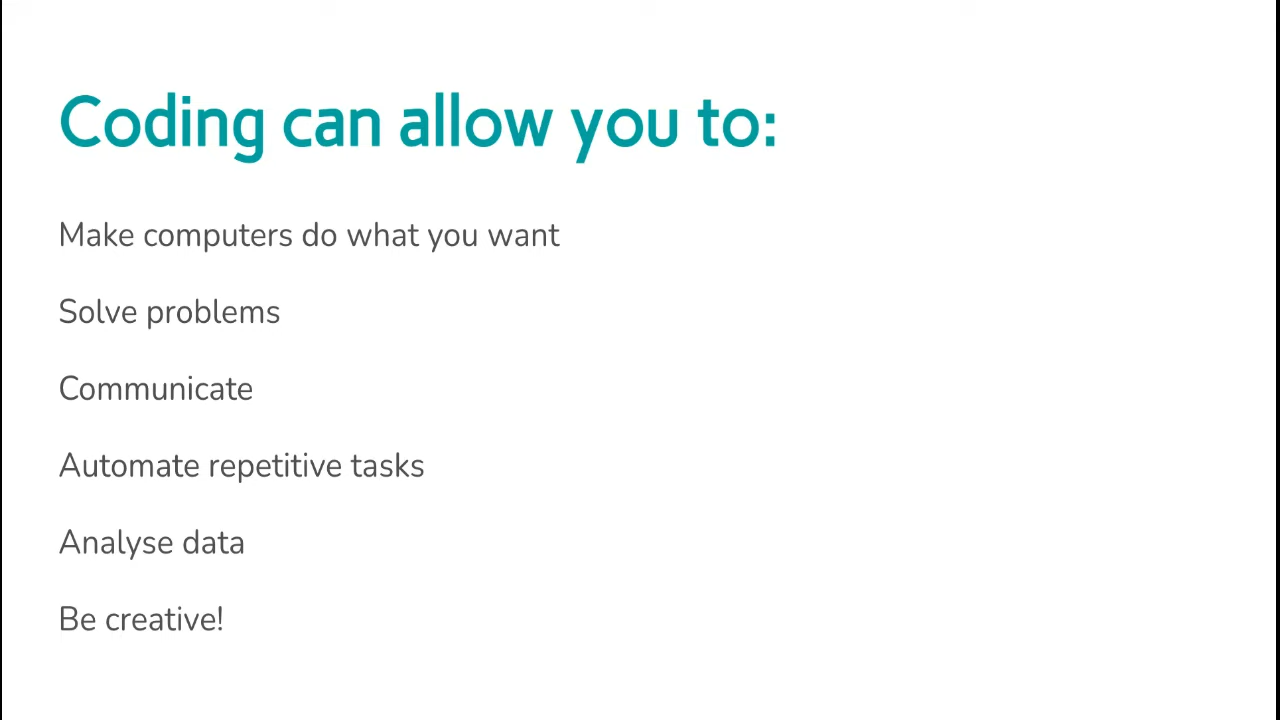 Coding can allow you to:
Make computers do what you want
Solve problems
Communicate
Automate repetitive tasks
Analyse data
Be creative!